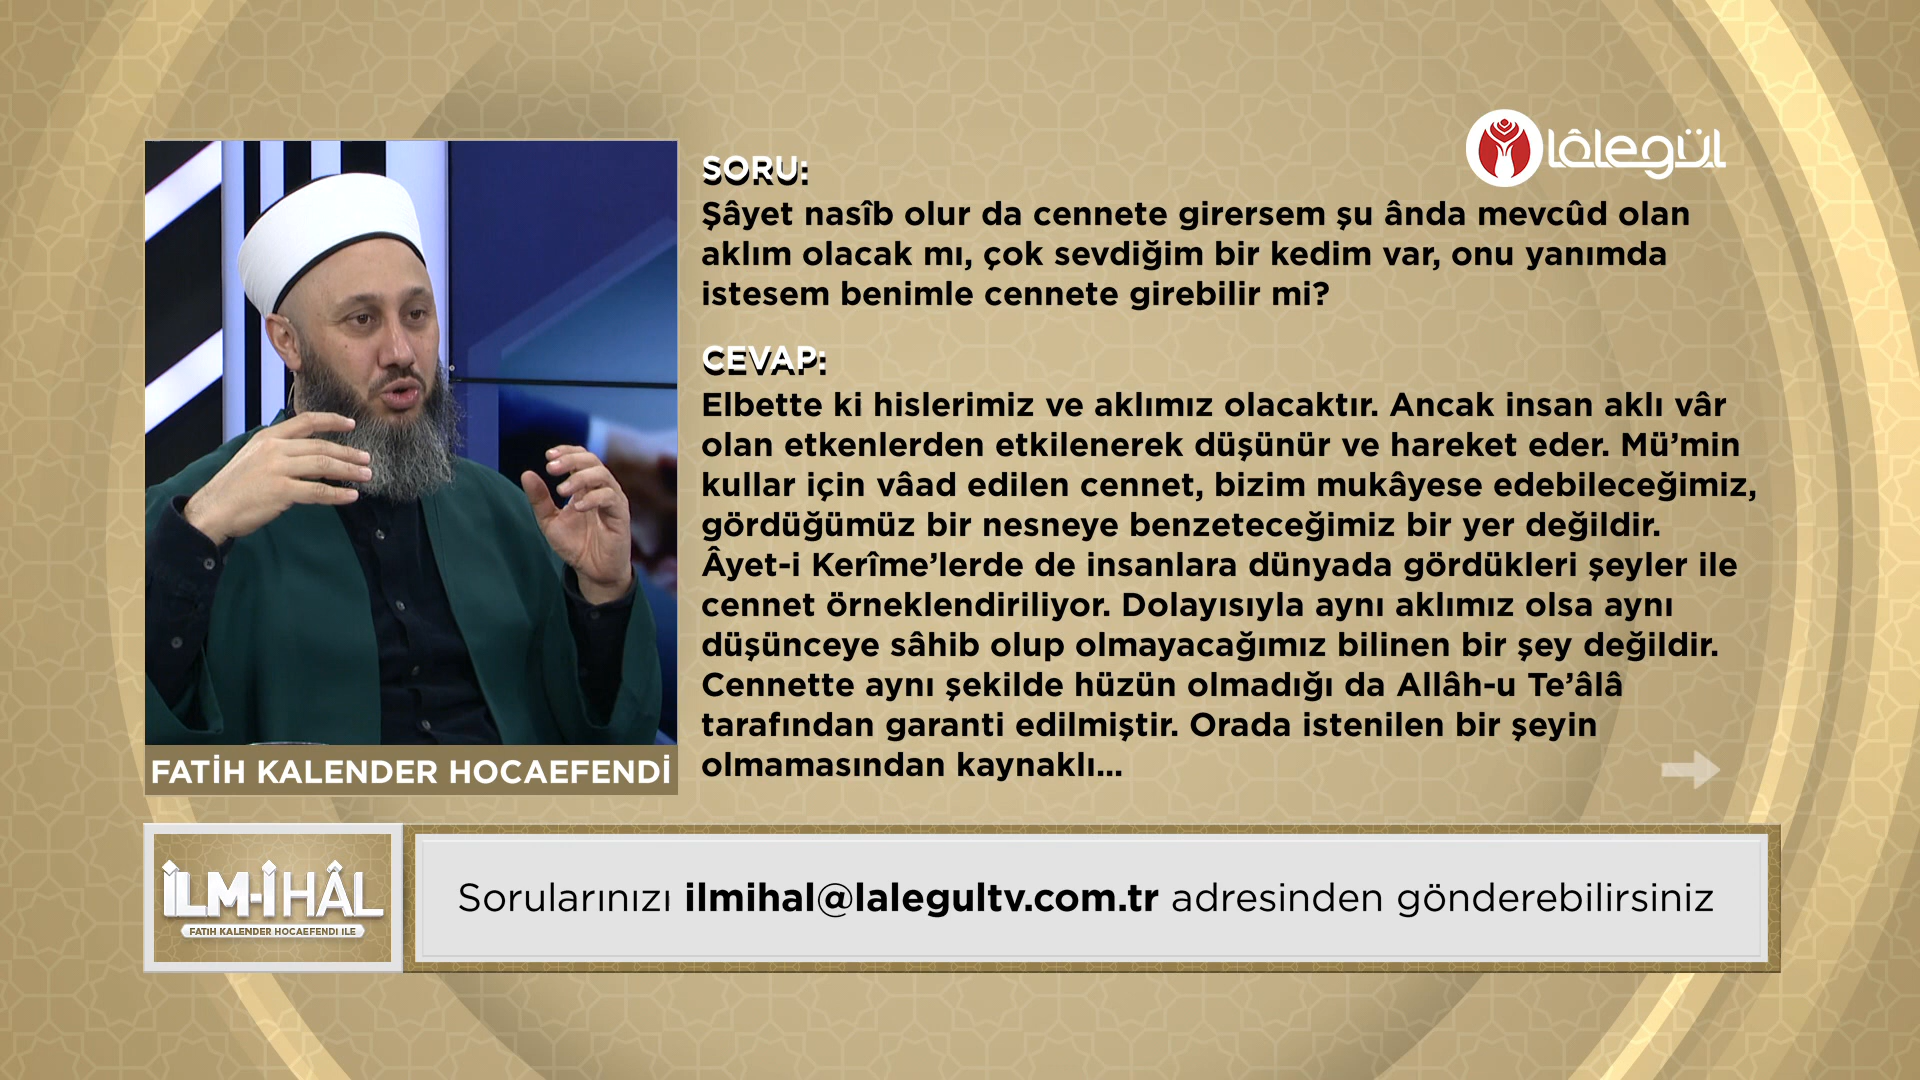 lâlegül
SORU:
Şâyet nasîb olur da cennete girersem şu ânda mevcûd olan
aklım olacak mı, çok sevdiğim bir kedim var, onu yanımda
istesem benimle cennete girebilir mi?
CEVAP:
Elbette ki hislerimiz ve aklımız olacaktır. Ancak insan aklı vâr
olan etkenlerden etkilenerek düşünür ve hareket eder. Mü’min
kullar için vâad edilen cennet, bizim mukâyese edebileceğimiz,
gördüğümüz bir nesneye benzeteceğimiz bir yer değildir.
Âyet-i Kerîme’lerde de insanlara dünyada gördükleri şeyler ile
cennet örneklendiriliyor. Dolayısıyla aynı aklımız olsa aynı
düşünceye sâhib olup olmayacağımız bilinen bir şey değildir.
Cennette aynı şekilde hüzün olmadığı da Allâh-u Te’âlâ
tarafından garanti edilmiştir. Orada istenilen bir şeyin
olmamasından kaynaklı...
FATİH KALENDER HOCAEFENDİ
İLM-İHÂL
FATİH KALENDER HOCAEFENDI ILE
Sorularınızı ilmihal@lalegultv.com.tr adresinden gönderebilirsiniz